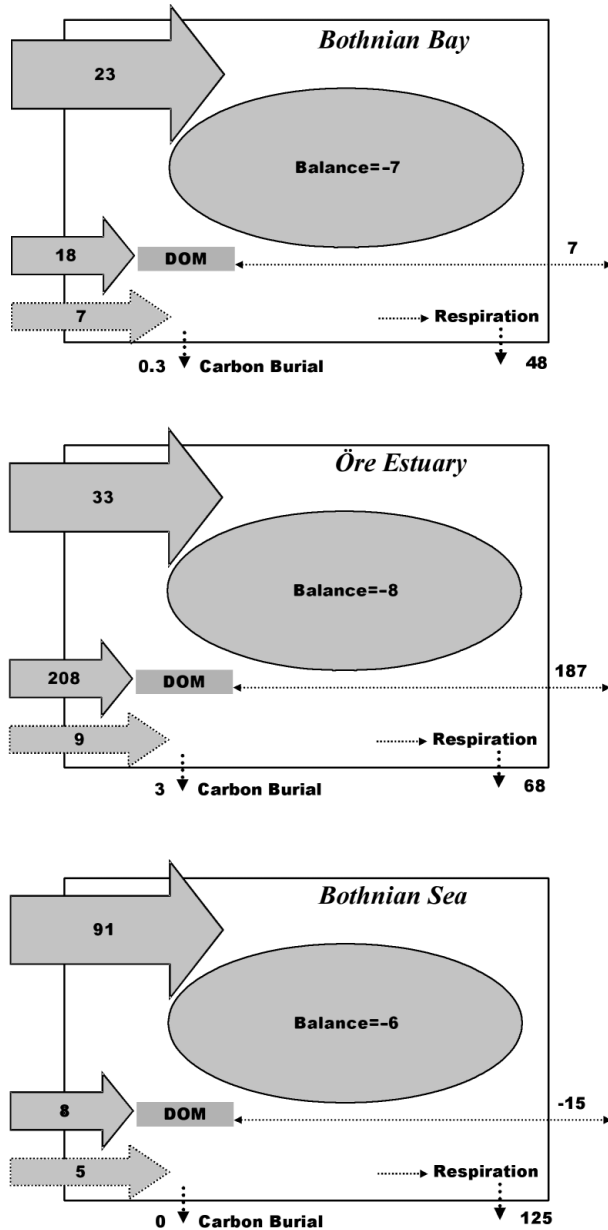 Bothnian Bay
23
Balance=-7
18
DOM
7
7
Respiration
0.3
Carbon Burial
48
Öre Estuary
33
Balance=-8
208
DOM
187
9
Respiration
3
Carbon Burial
68
Bothnian Sea
91
Balance=-6
8
DOM
-15
5
Respiration
0
Carbon Burial
125